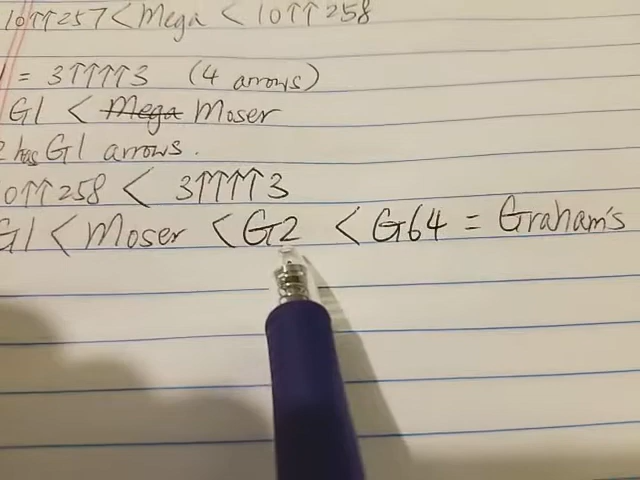 10↑↑257 < Mega < 10↑↑258
= 3↑↑↑↑3 (4 arrows)
G1 < Mega Moser
has G1 arrows.
0↑↑258 < 3↑↑↑↑3
G1 < Moser < G2 < G64 = Graham's